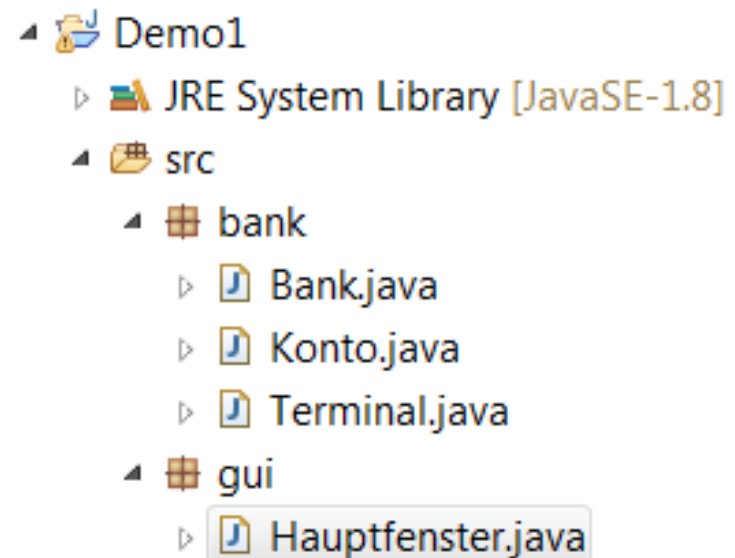 Demo1
JRE System Library [JavaSE-1.8]
src
bank
Bank.java
Konto.java
Terminal.java
gui
Hauptfenster.java